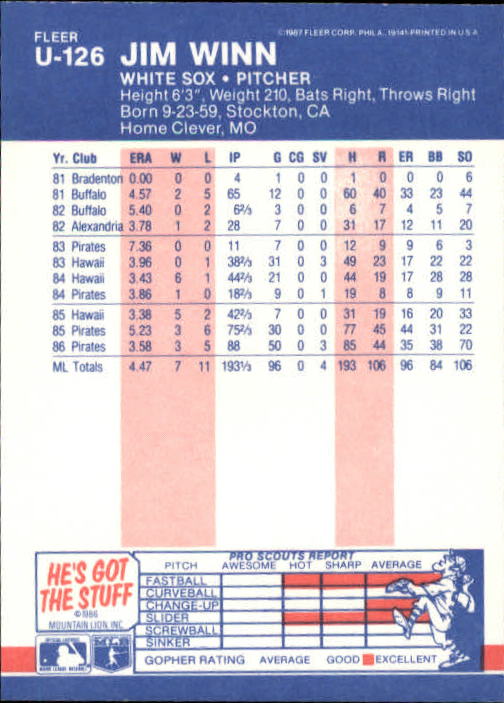 FLEER
U-126 JIM WINN
©1987 FLEER CORP. PHILA. 19141-PRINTED IN U S A
WHITE SOX • PITCHER
Height 6'3", Weight 210, Bats Right, Throws Right
Born 9-23-59, Stockton, CA
Home Clever, MO
Yr. Club ERA W L IP G CG SV H R ER BB SO
81 Bradenton 0.00 0 0 4 1 0 0 1 0 0 0 6
81 Buffalo 4.57 2 5 65 12 0 0 60 40 33 23 44
82 Buffalo 5.40 0 2 6⅔ 3 0 0 6 7 4 5 7
82 Alexandria 3.78 1 2 28 7 0 0 31 17 12 11 20
83 Pirates 7.36 0 0 11 7 0 0 12 9 9 6 3
83 Hawaii 3.96 0 1 38⅔ 31 0 3 49 23 17 22 22
84 Hawaii 3.43 6 1 44⅔ 21 0 0 44 19 17 28 28
84 Pirates 3.86 1 0 18⅔ 9 0 1 19 8 8 9 11
85 Hawaii 3.38 5 2 42⅔ 7 0 0 31 19 16 20 33
85 Pirates 5.23 3 6 75⅔ 30 0 0 77 45 44 31 22
86 Pirates 3.58 3 5 88 50 0 3 85 44 35 38 70
ML Totals 4.47 7 11 193⅓ 96 0 4 193 106 96 84 106
HE'S GOT
THE STUFF
©1986
MOUNTAIN LION, INC.
MLB
PRO SCOUTS REPORT
PITCH AWESOME HOT SHARP AVERAGE
FASTBALL
CURVEBALL
CHANGE-UP
SLIDER
SCREWBALL
SINKER
GOPHER RATING AVERAGE GOOD EXCELLENT